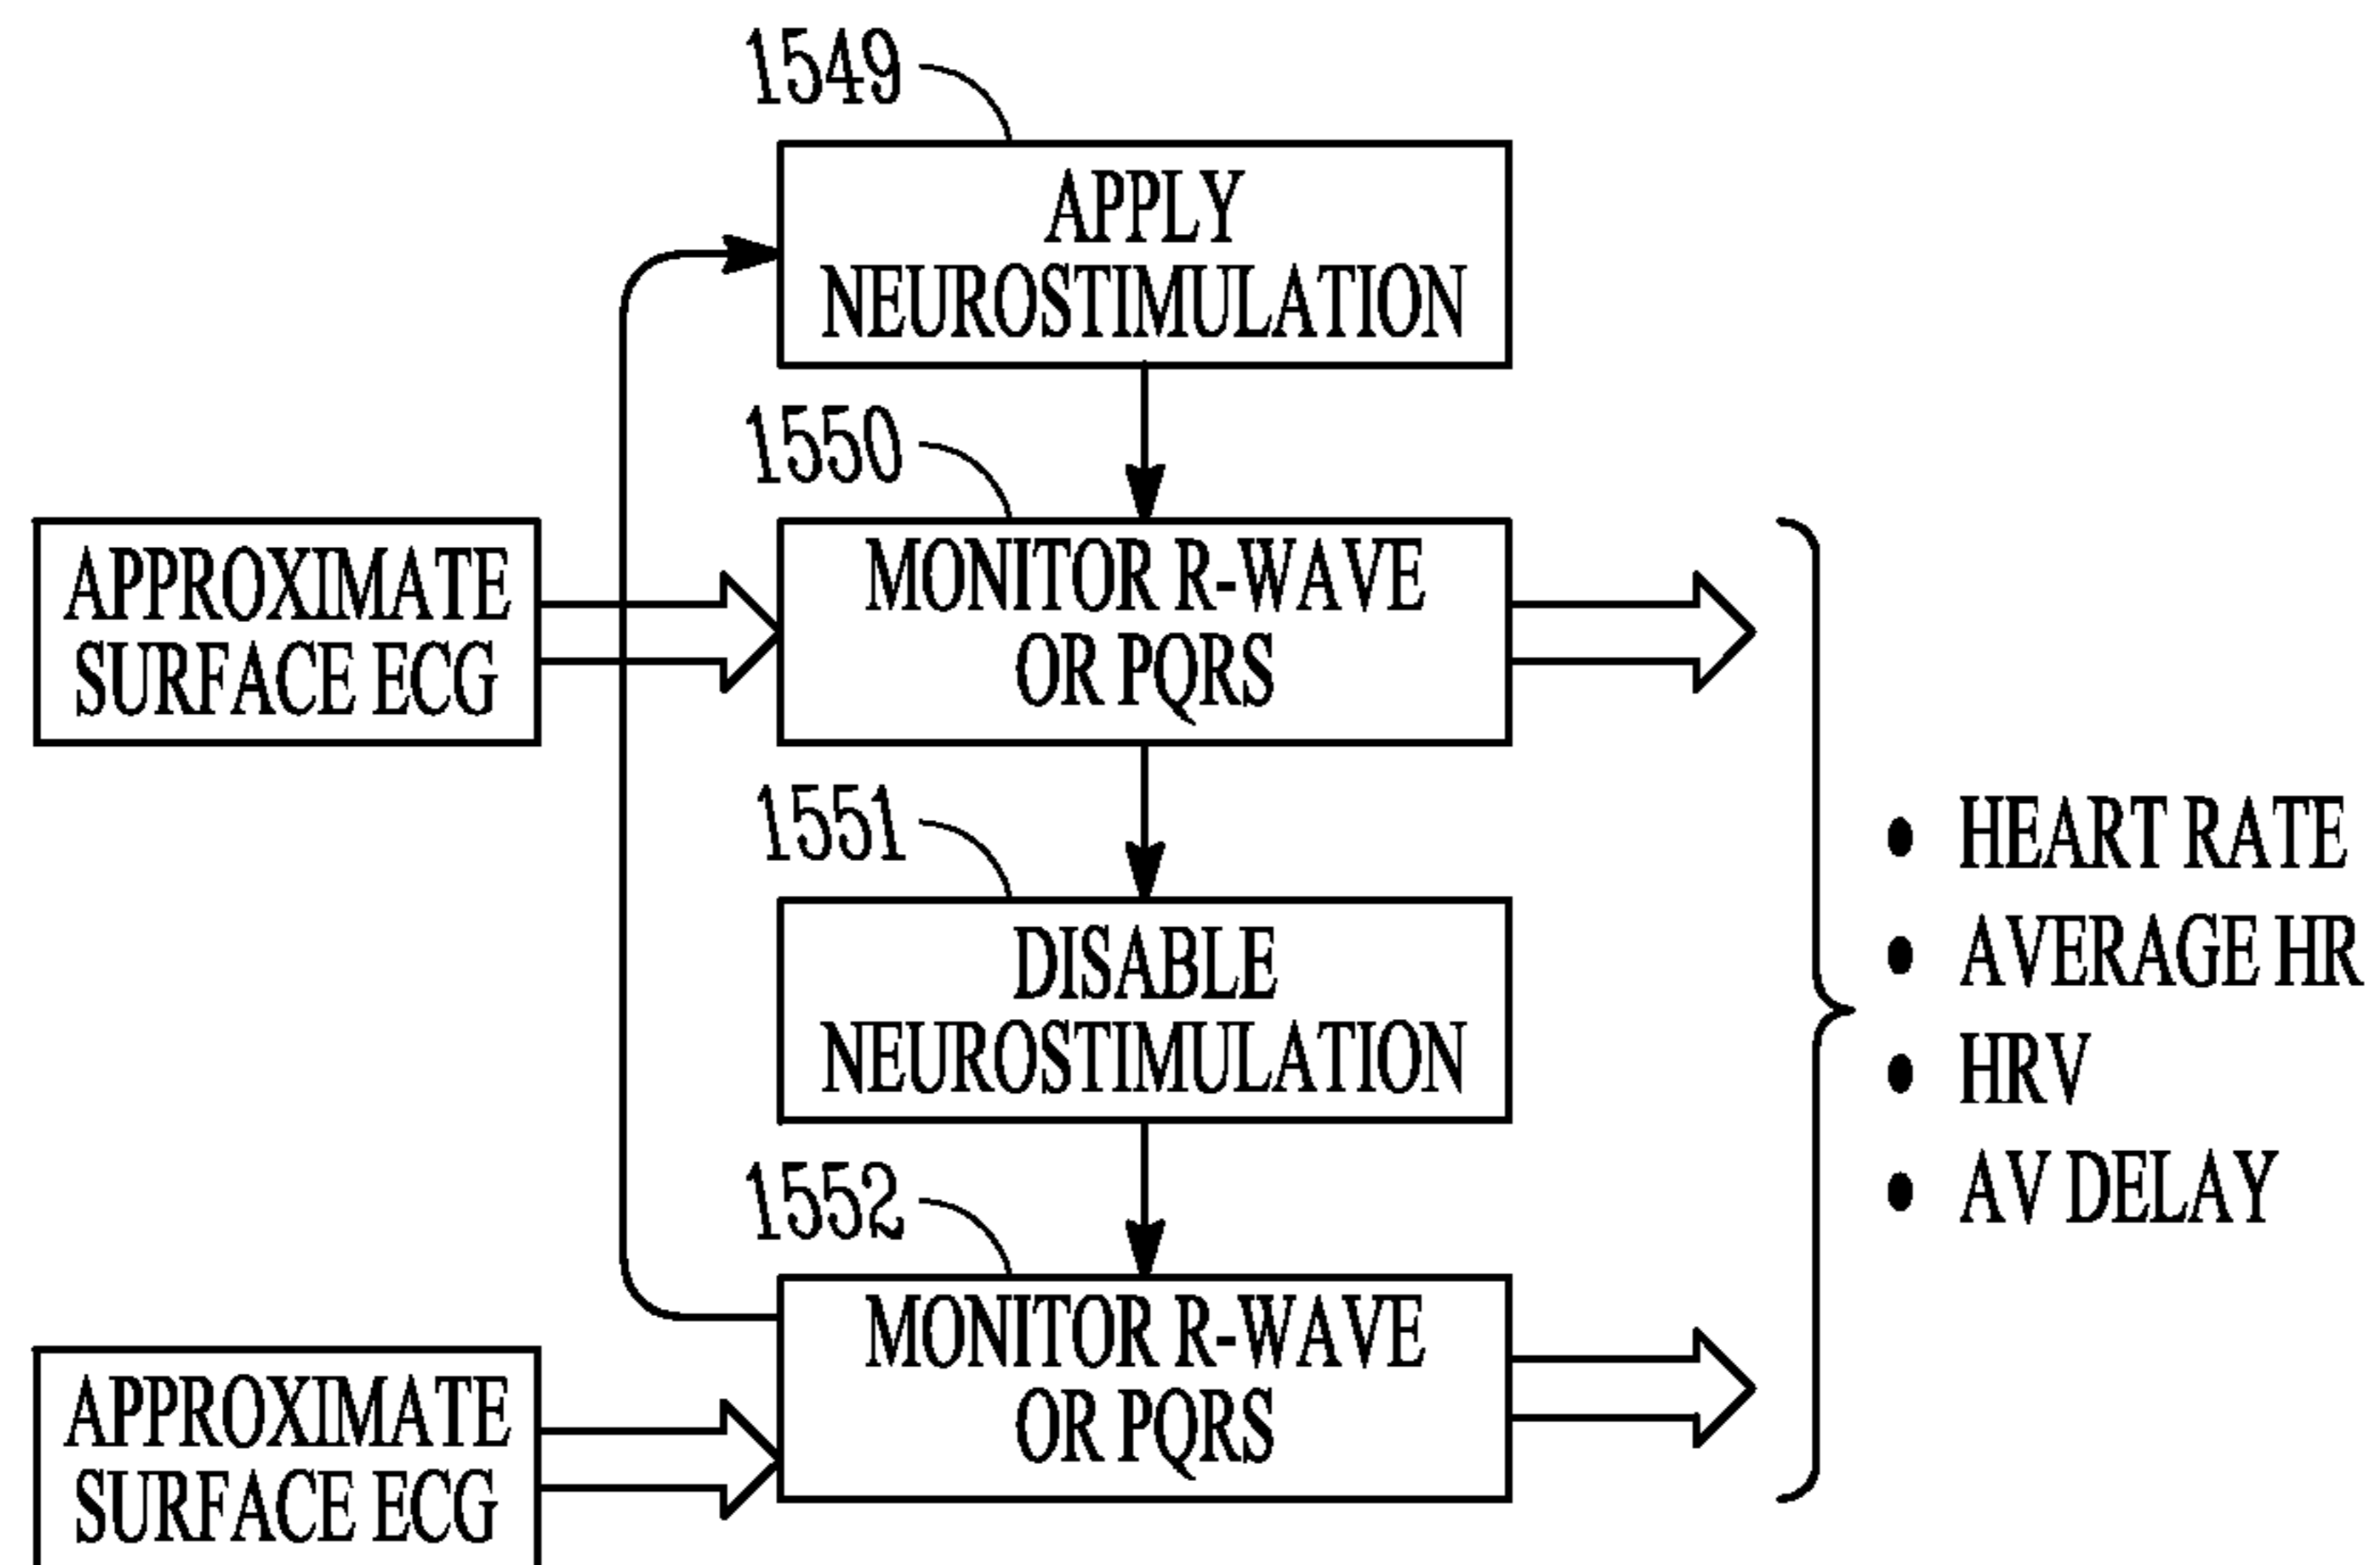 1549
APPLY
NEUROSTIMULATION
1550
APPROXIMATE
SURFACE ECG
MONITOR R-WAVE
OR PQRS
1551
DISABLE
NEUROSTIMULATION
• HEART RATE
• AVERAGE HR
• HRV
• AV DELAY
1552
MONITOR R-WAVE
OR PQRS
APPROXIMATE
SURFACE ECG